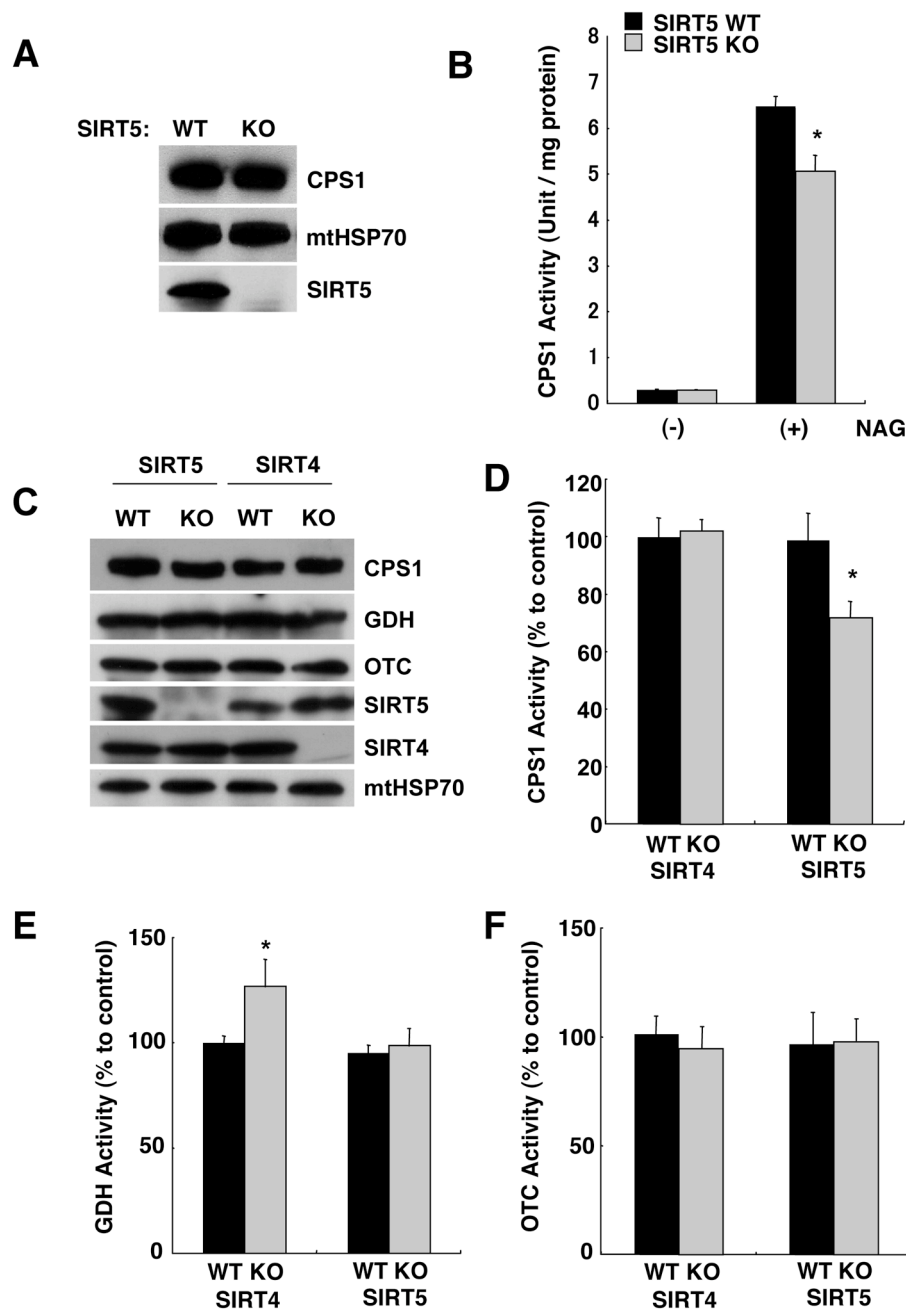 A
SIRT5: WT KO
CPS1
mtHSP70
SIRT5
B
SIRT5 WT
SIRT5 KO
CPS1 Activity (Unit / mg protein)
8
7
6
5
4
3
2
1
0
*
(-) (+) NAG
C
SIRT5 SIRT4
WT KO WT KO
CPS1
GDH
OTC
SIRT5
SIRT4
mtHSP70
D
CPS1 Activity (% to control)
120
100
80
60
40
20
0
*
WT KO WT KO
SIRT4 SIRT5
E
GDH Activity (% to control)
150
100
50
0
*
WT KO WT KO
SIRT4 SIRT5
F
OTC Activity (% to control)
150
100
50
0
WT KO WT KO
SIRT4 SIRT5